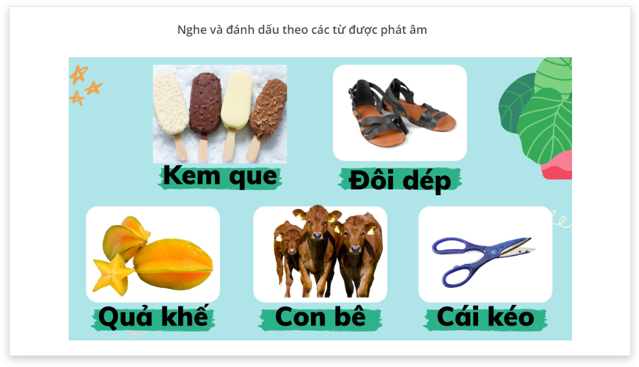 Nghe và đánh dấu theo các từ được phát âm
Kem que
Đôi dép
Quả khế
Con bê
Cái kéo